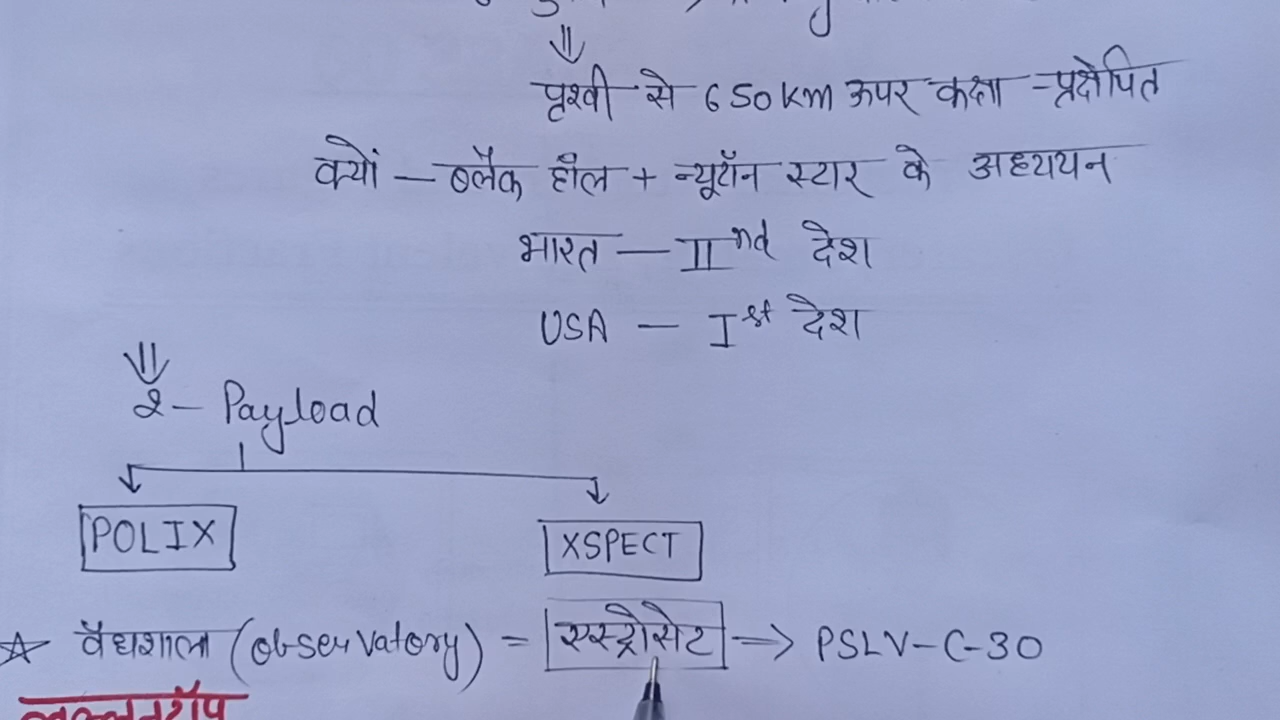 पृथ्वी से 650 km ऊपर कक्षा - प्रक्षेपित
क्यों — ब्लैक हॉल + न्यूटॉन स्टार के अध्ययन
भारत — IInd देश
USA — Ist देश
2 - Payload
POLIX
XSPECT
☆ वैधशाला (observatory) = एस्ट्रोसेट → PSLV-C-30